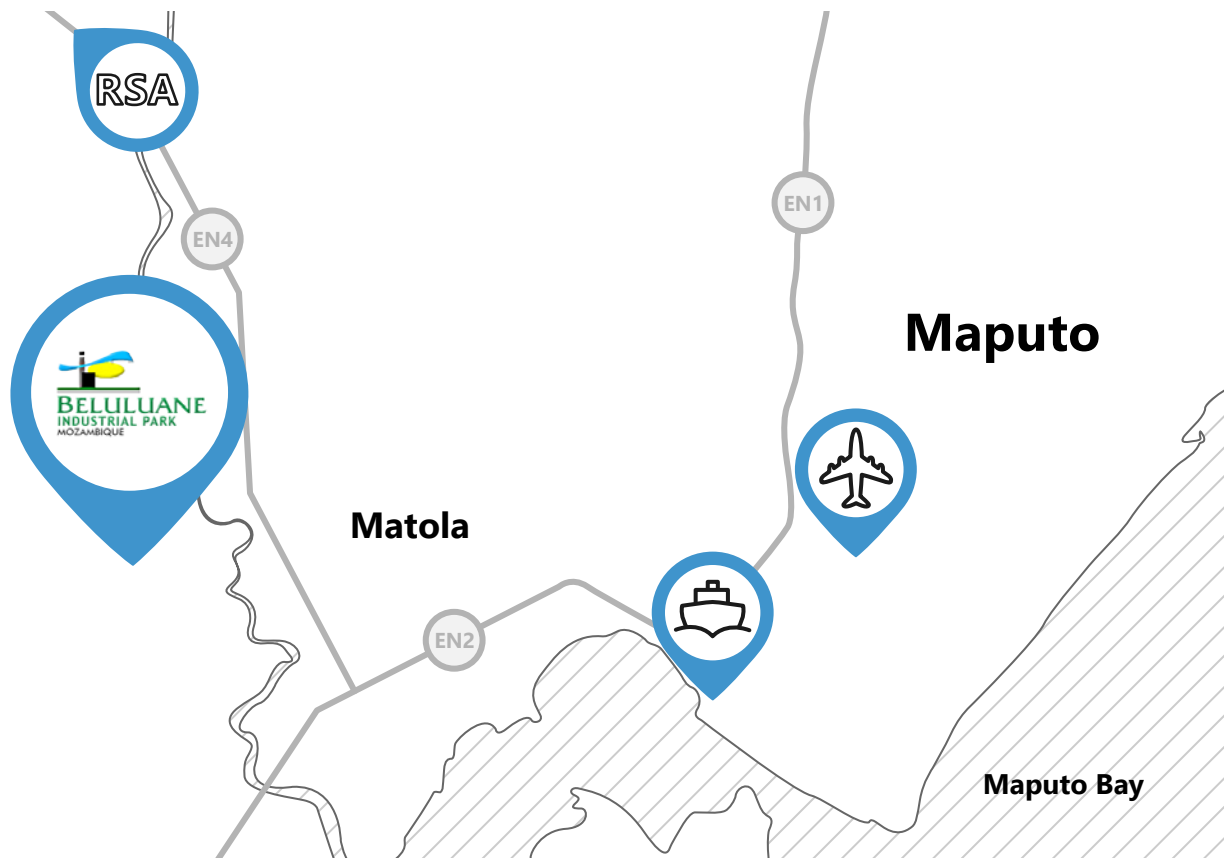 RSA
EN1
EN4
Maputo
BELULUANE
INDUSTRIAL PARK
MOZAMBIQUE
Matola
EN2
Maputo Bay